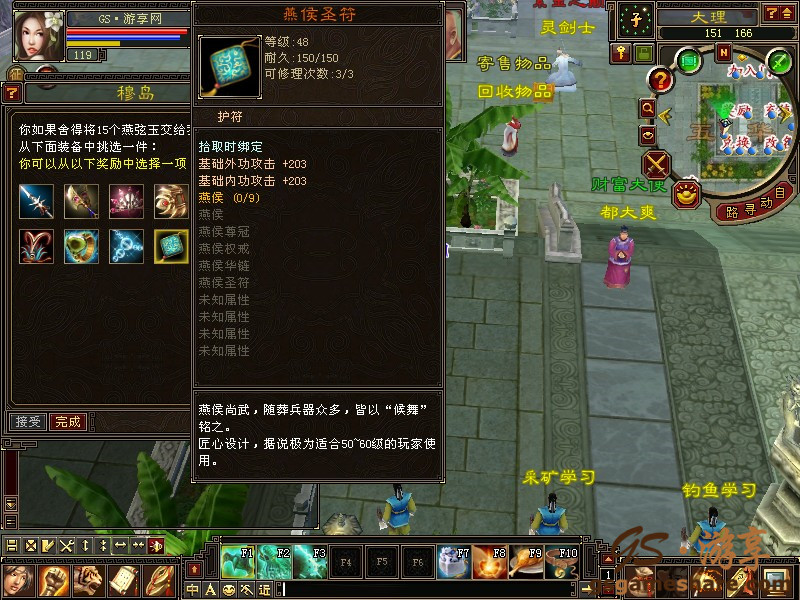 GS·游享网
119
征
穆岛
你如果舍得将15个燕弦玉交给
从下面装备中挑选一件：
你可以从以下奖励中选择一项
接受
完成
燕侯圣符
等级:48
耐久:150/150
可修理次数:3/3
护符
拾取时绑定
基础外功攻击 +203
基础内功攻击 +203
燕侯 (0/9)
燕侯
燕侯尊冠
燕侯权戒
燕侯华链
燕侯圣符
未知属性
未知属性
未知属性
未知属性
燕侯尚武，随葬兵器众多，皆以“候舞”
铭之。
匠心设计，据说极为适合50~60级的玩家使
用。
灵剑士
寄售物品
回收物品
财富大使
都大爽
采矿学习
钓鱼学习
子
大理
151 166
N
加入
兑换
自动寻路
F1
F2
F3
F4
F5
F6
F7
F8
F9
F10
中
A
近
1
GS·游享